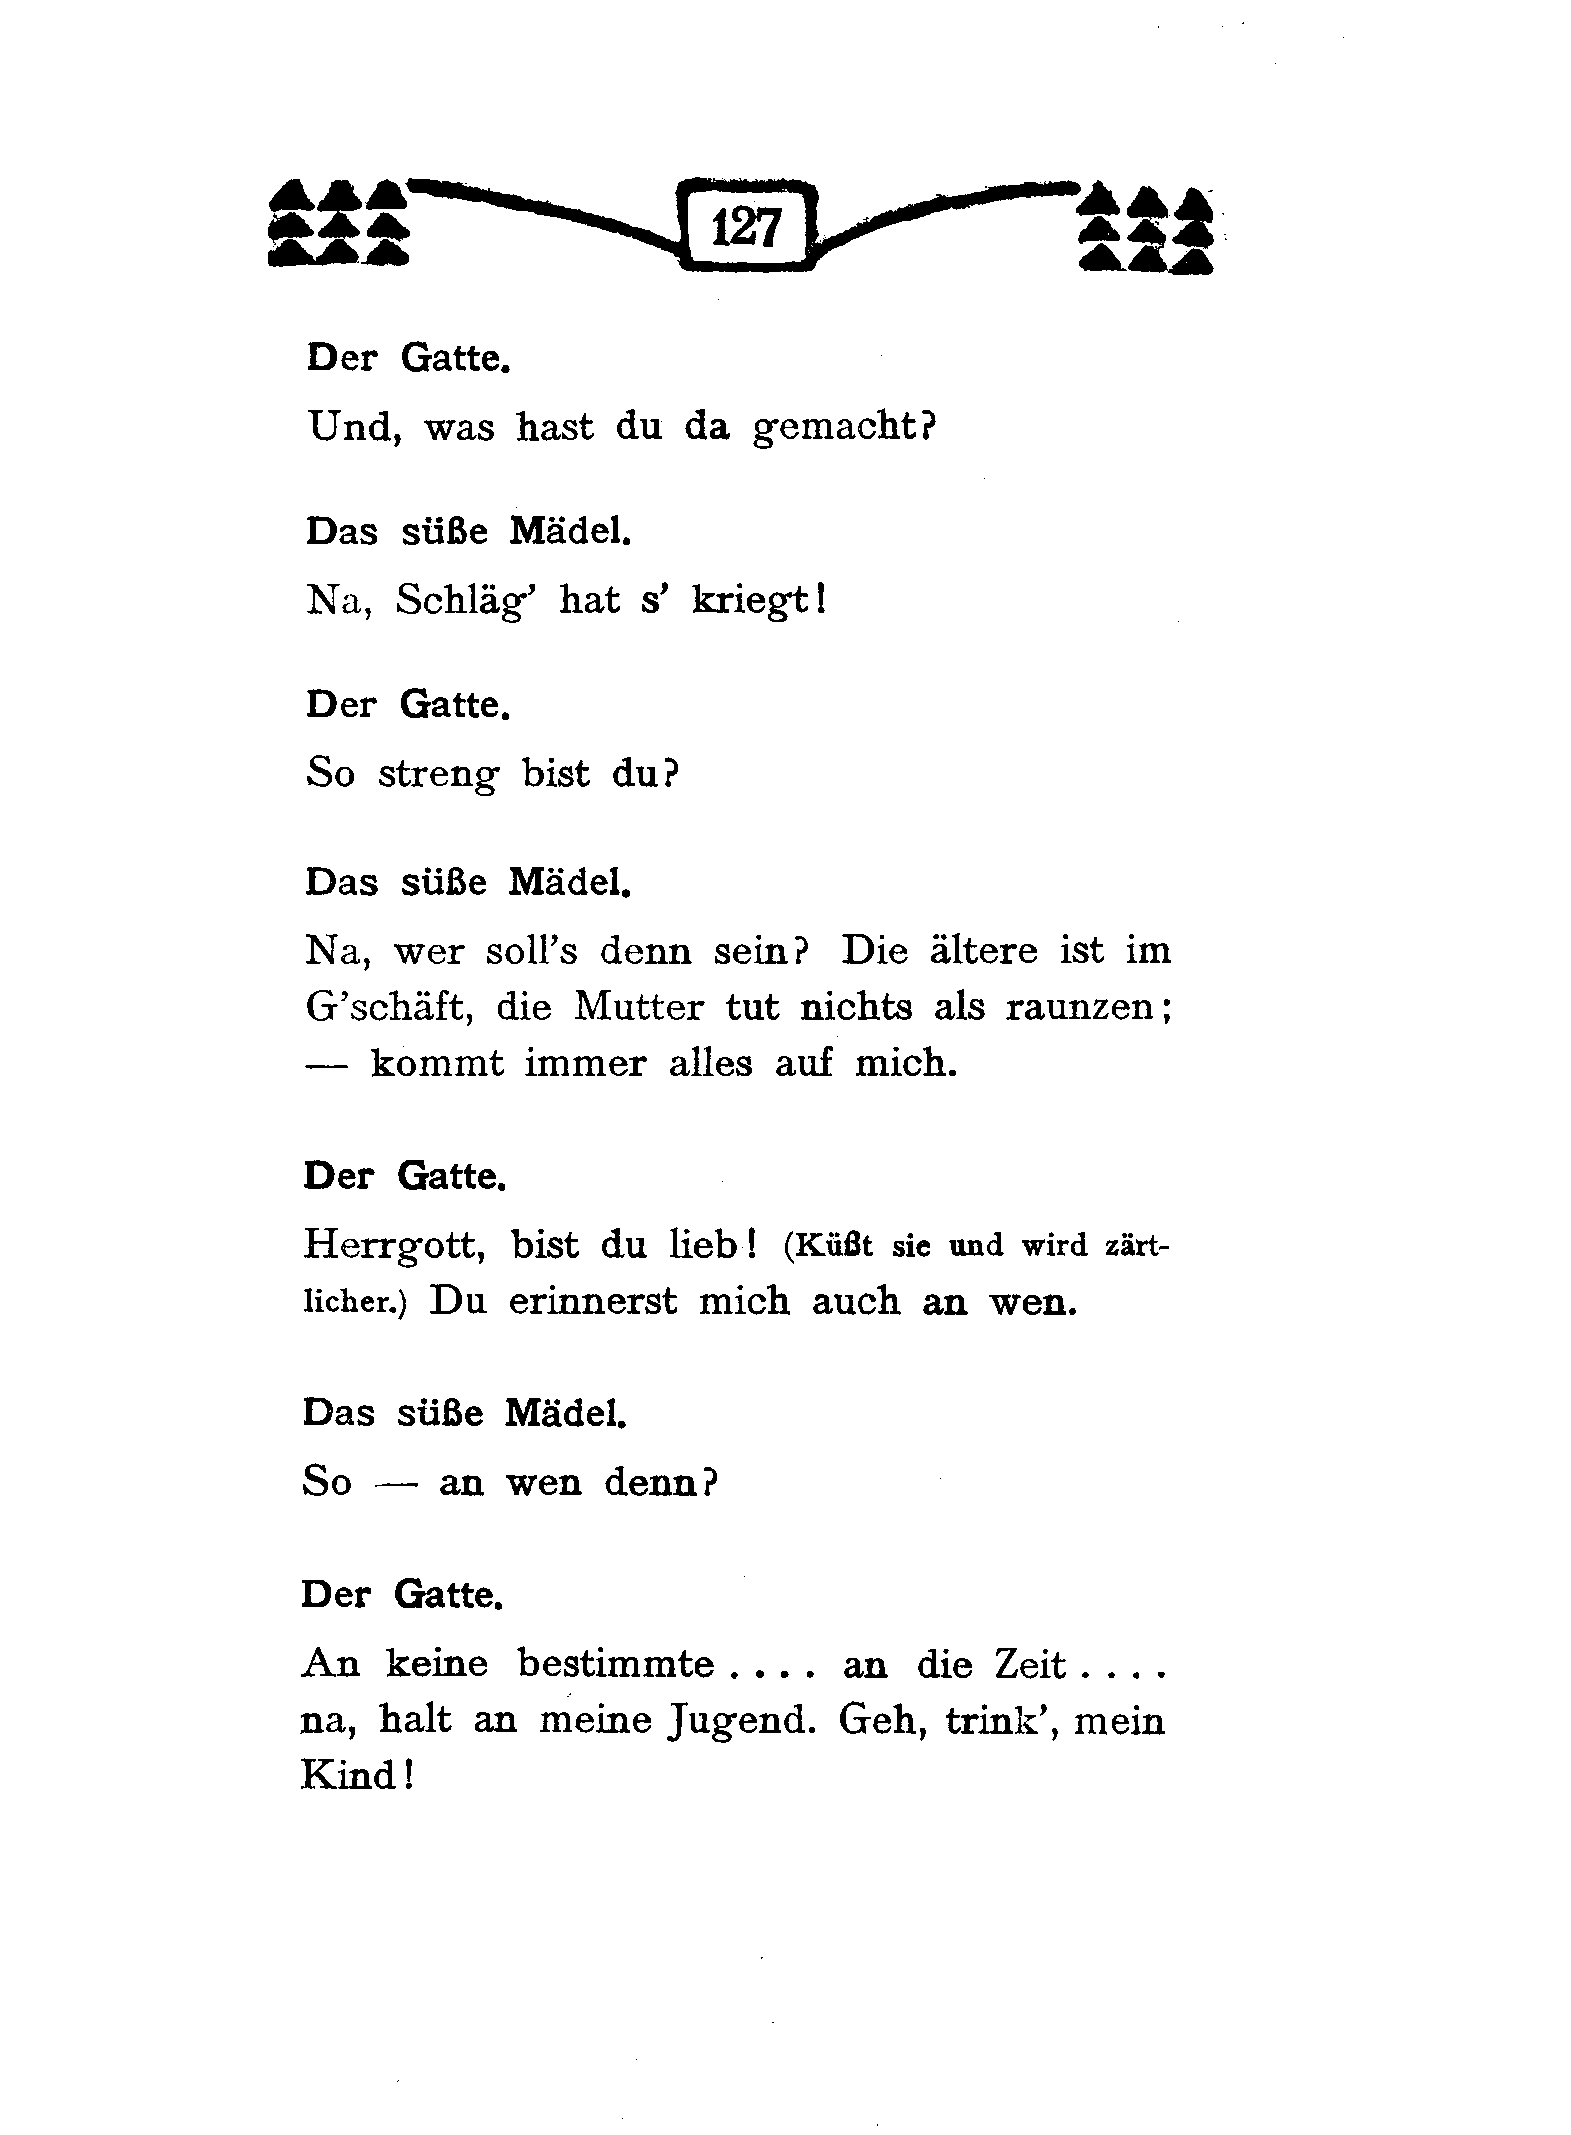 127
Der Gatte.
Und, was hast du da gemacht?
Das süße Mädel.
Na, Schläg’ hat s’ kriegt!
Der Gatte.
So streng bist du?
Das süße Mädel.
Na, wer soll’s denn sein? Die ältere ist im
G’schäft, die Mutter tut nichts als raunzen;
— kommt immer alles auf mich.
Der Gatte.
Herrgott, bist du lieb! (Küßt sie und wird zärt-
licher.) Du erinnerst mich auch an wen.
Das süße Mädel.
So — an wen denn?
Der Gatte.
An keine bestimmte .... an die Zeit ....
na, halt an meine Jugend. Geh, trink’, mein
Kind!